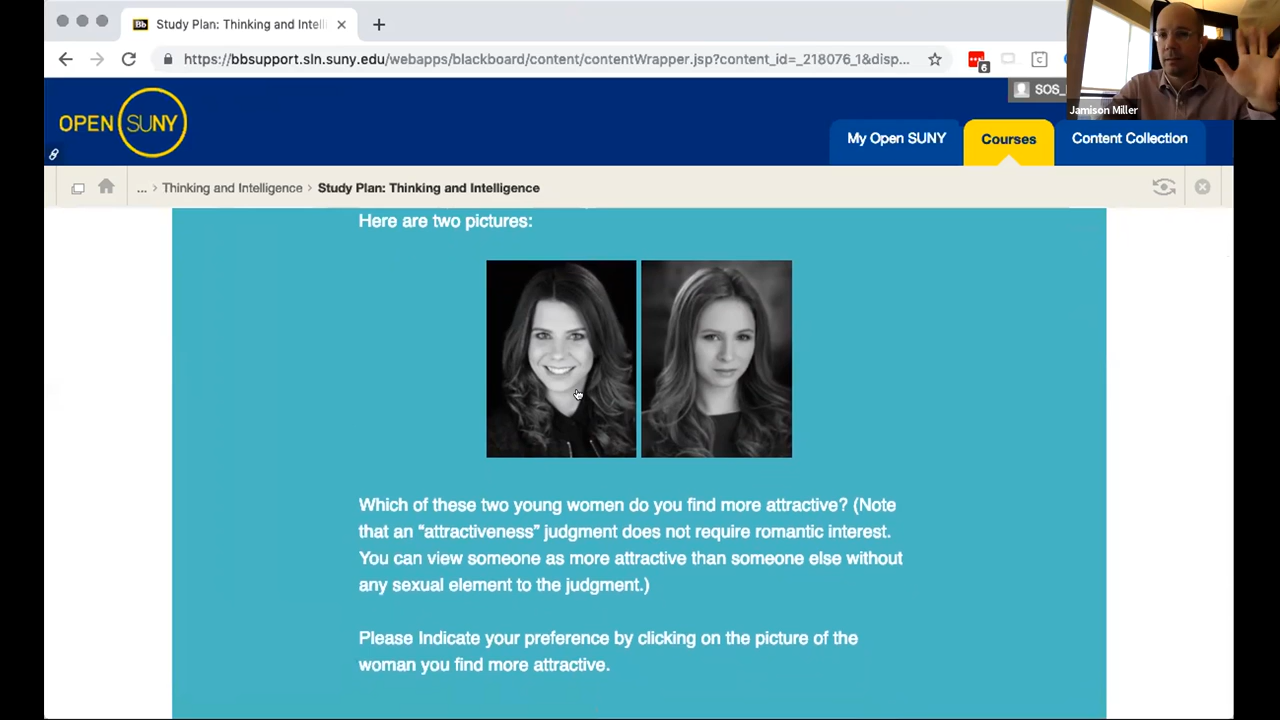 Bb Study Plan: Thinking and Intelli
https://bbsupport.sln.suny.edu/webapps/blackboard/content/contentWrapper.jsp?content_id=_218076_1&disp...
6
C
SOS_
Jamison Miller
OPEN SUNY
My Open SUNY
Courses
Content Collection
... > Thinking and Intelligence > Study Plan: Thinking and Intelligence
Here are two pictures:
Which of these two young women do you find more attractive? (Note
that an “attractiveness” judgment does not require romantic interest.
You can view someone as more attractive than someone else without
any sexual element to the judgment.)
Please Indicate your preference by clicking on the picture of the
woman you find more attractive.